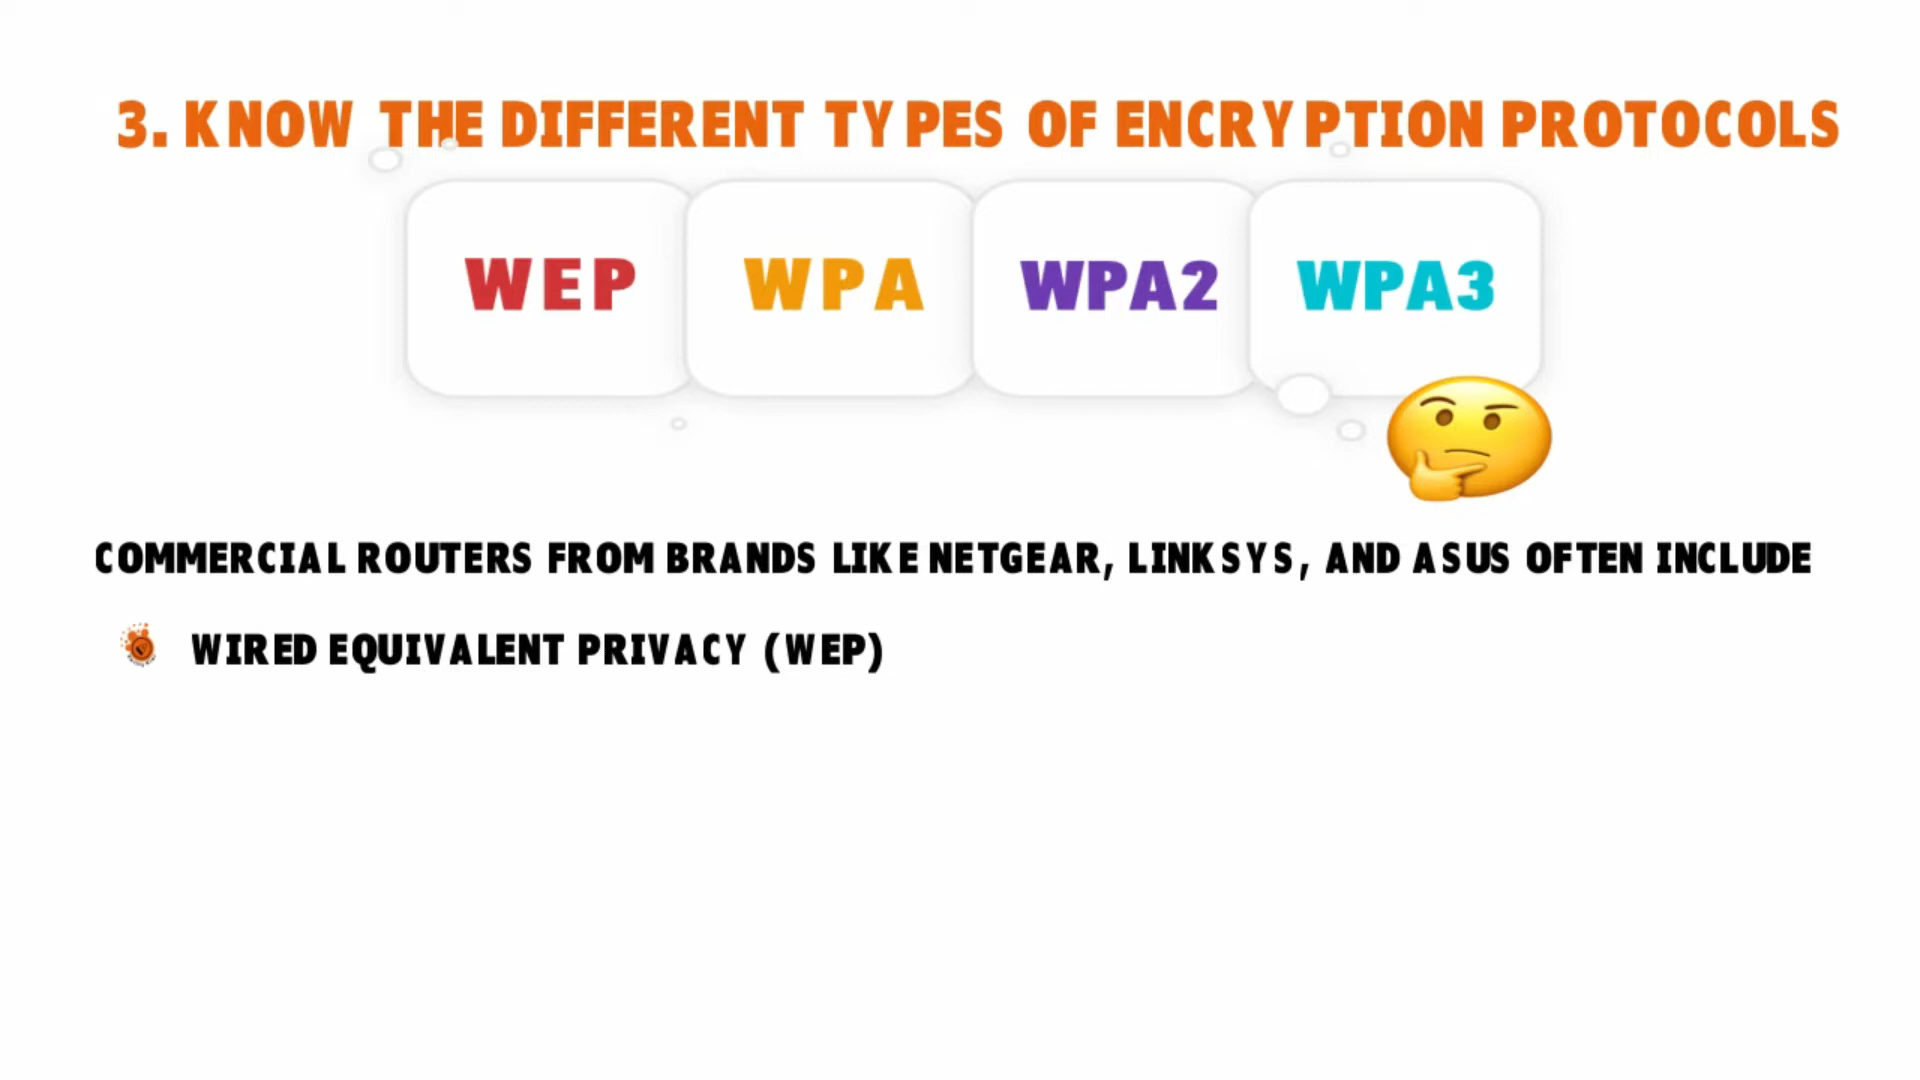 3. KNOW THE DIFFERENT TYPES OF ENCRYPTION PROTOCOLS
WEP WPA WPA2 WPA3
COMMERCIAL ROUTERS FROM BRANDS LIKE NETGEAR, LINKSYS, AND ASUS OFTEN INCLUDE
WIRED EQUIVALENT PRIVACY (WEP)